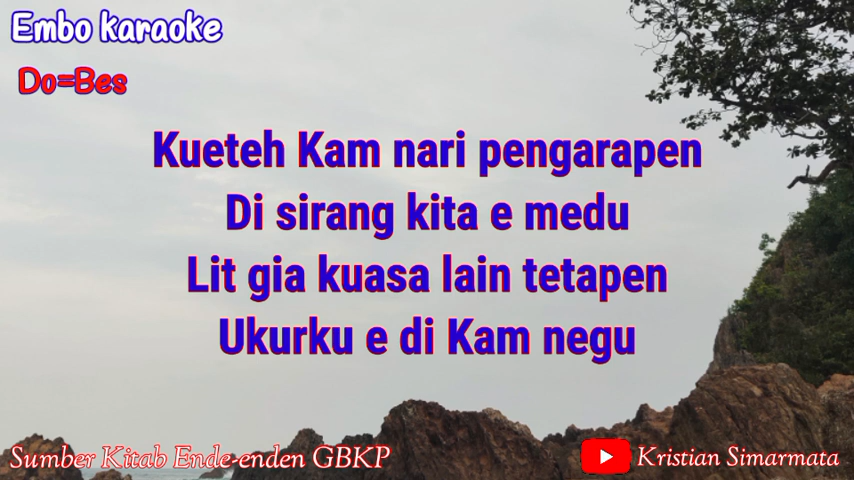 Embo karaoke
Do=Bes
Kueteh Kam nari pengarapen
Di sirang kita e medu
Lit gia kuasa lain tetapen
Ukurku e di Kam negu
Sumber Kitab Ende-enden GBKP
Kristian Simarmata